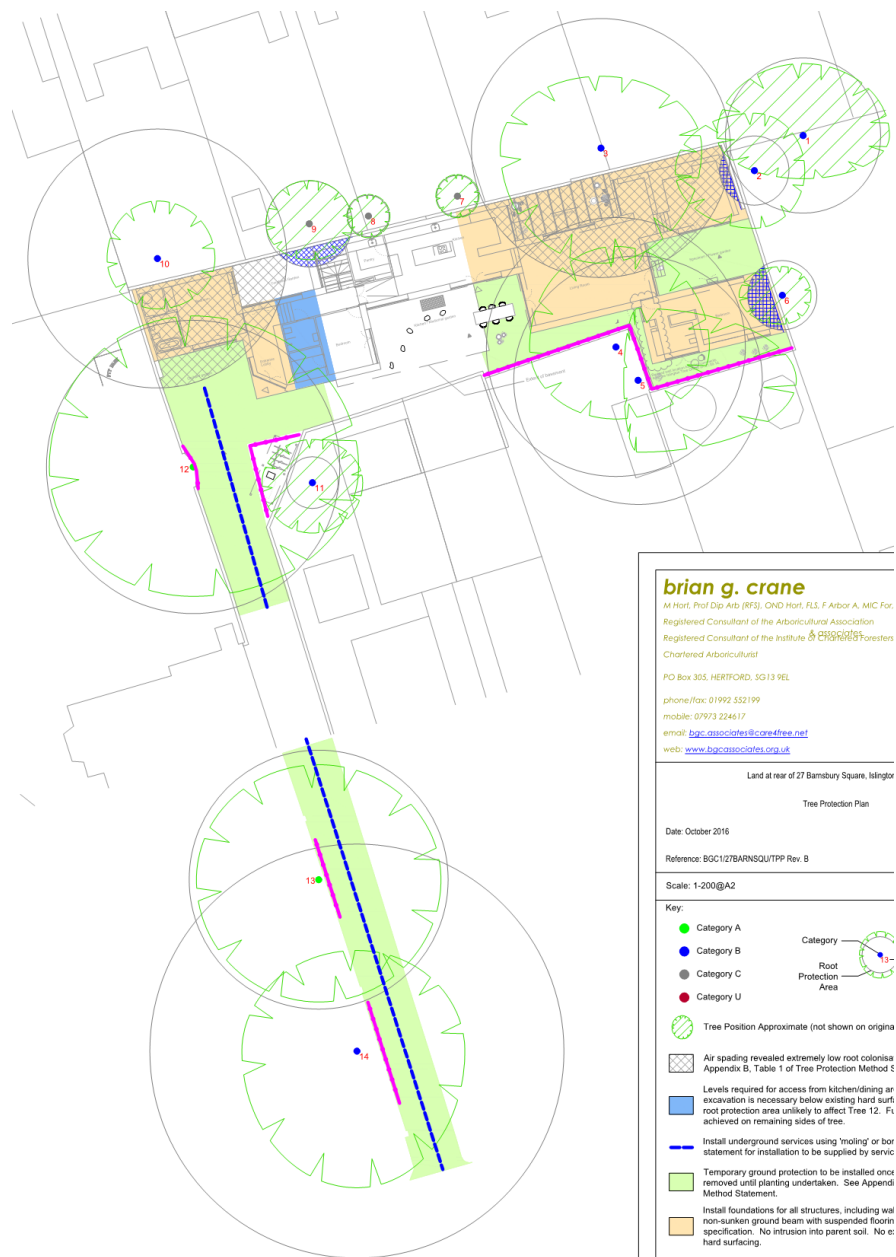 1
2
3
7
8
9
10
6
4
5
12
11
13
14
brian g. crane
M Hort, Prof Dip Arb (RFS), OND Hort, FLS, F Arbor A, MIC For,
Registered Consultant of the Arboricultural Association
& associates
Registered Consultant of the Institute of Chartered Foresters
Chartered Arboriculturist
PO Box 305, HERTFORD, SG13 9EL
phone/fax: 01992 552199
mobile: 07973 224617
email: bgc.associates@care4free.net
web: www.bgcassociates.org.uk
Land at rear of 27 Barnsbury Square, Islington
Tree Protection Plan
Date: October 2016
Reference: BGC1/27BARNSQU/TPP Rev. B
Scale: 1-200@A2
Key:
Category A
Category B
Category C
Category U
Category
Root
Protection
Area
13
Tree Position Approximate (not shown on origina
Air spading revealed extremely low root colonisa
Appendix B, Table 1 of Tree Protection Method S
Levels required for access from kitchen/dining ar
excavation is necessary below existing hard surfa
root protection area unlikely to affect Tree 12. Fu
achieved on remaining sides of tree.
Install underground services using 'moling' or bor
statement for installation to be supplied by servic
Temporary ground protection to be installed once
removed until planting undertaken. See Appendi
Method Statement.
Install foundations for all structures, including wal
non-sunken ground beam with suspended floorin
specification. No intrusion into parent soil. No ex
hard surfacing.